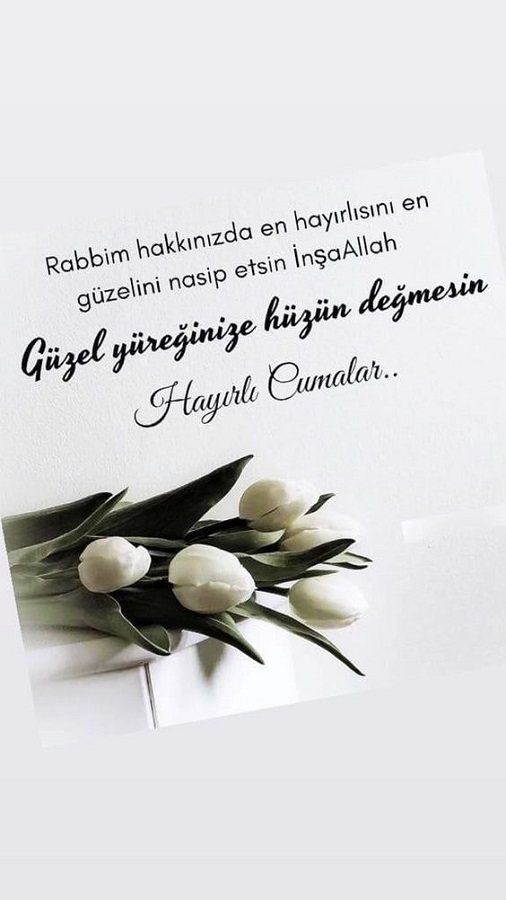 Rabbim hakkınızda en hayırlısını en
güzelini nasip etsin İnşaAllah
Güzel yüreğinize hüzün değmesin
Hayırlı Cumalar..